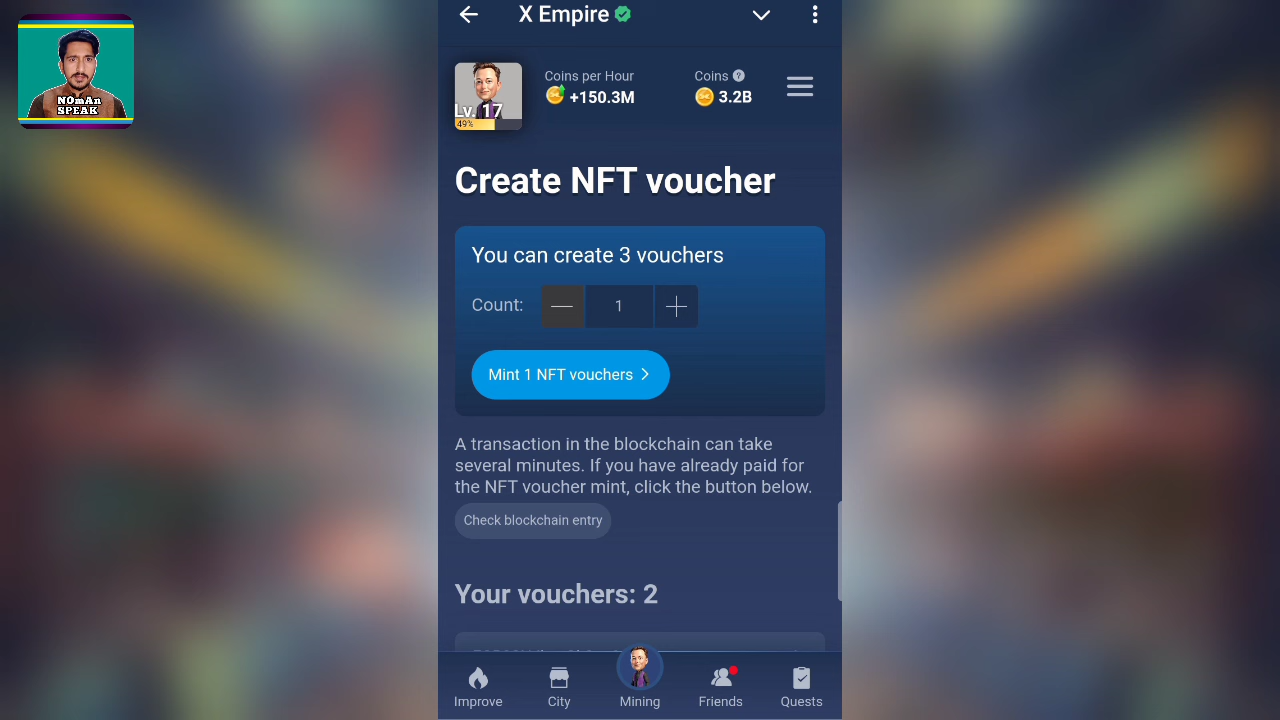 X Empire
NOmAn
SPEAK
Coins per Hour
+150.3M
Coins ?
3.2B
Lv. 17
49%
Create NFT voucher
You can create 3 vouchers
Count:
1
Mint 1 NFT vouchers
A transaction in the blockchain can take
several minutes. If you have already paid for
the NFT voucher mint, click the button below.
Check blockchain entry
Your vouchers: 2
Improve
City
Mining
Friends
Quests